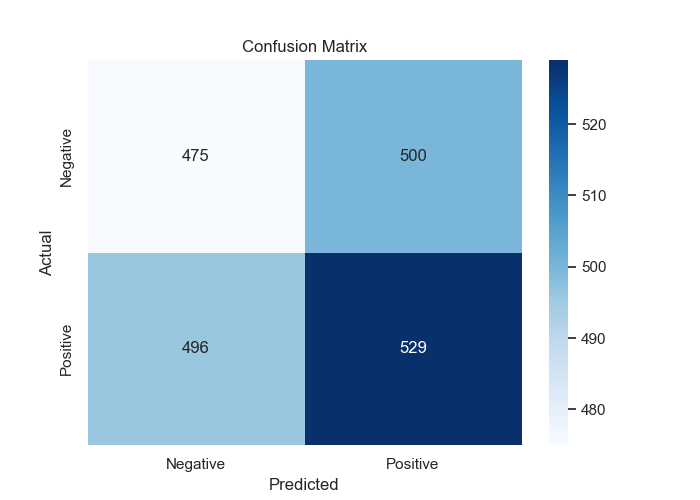 Confusion Matrix
Negative
475
500
520
510
500
490
480
Actual
Positive
496
529
Negative
Positive
Predicted